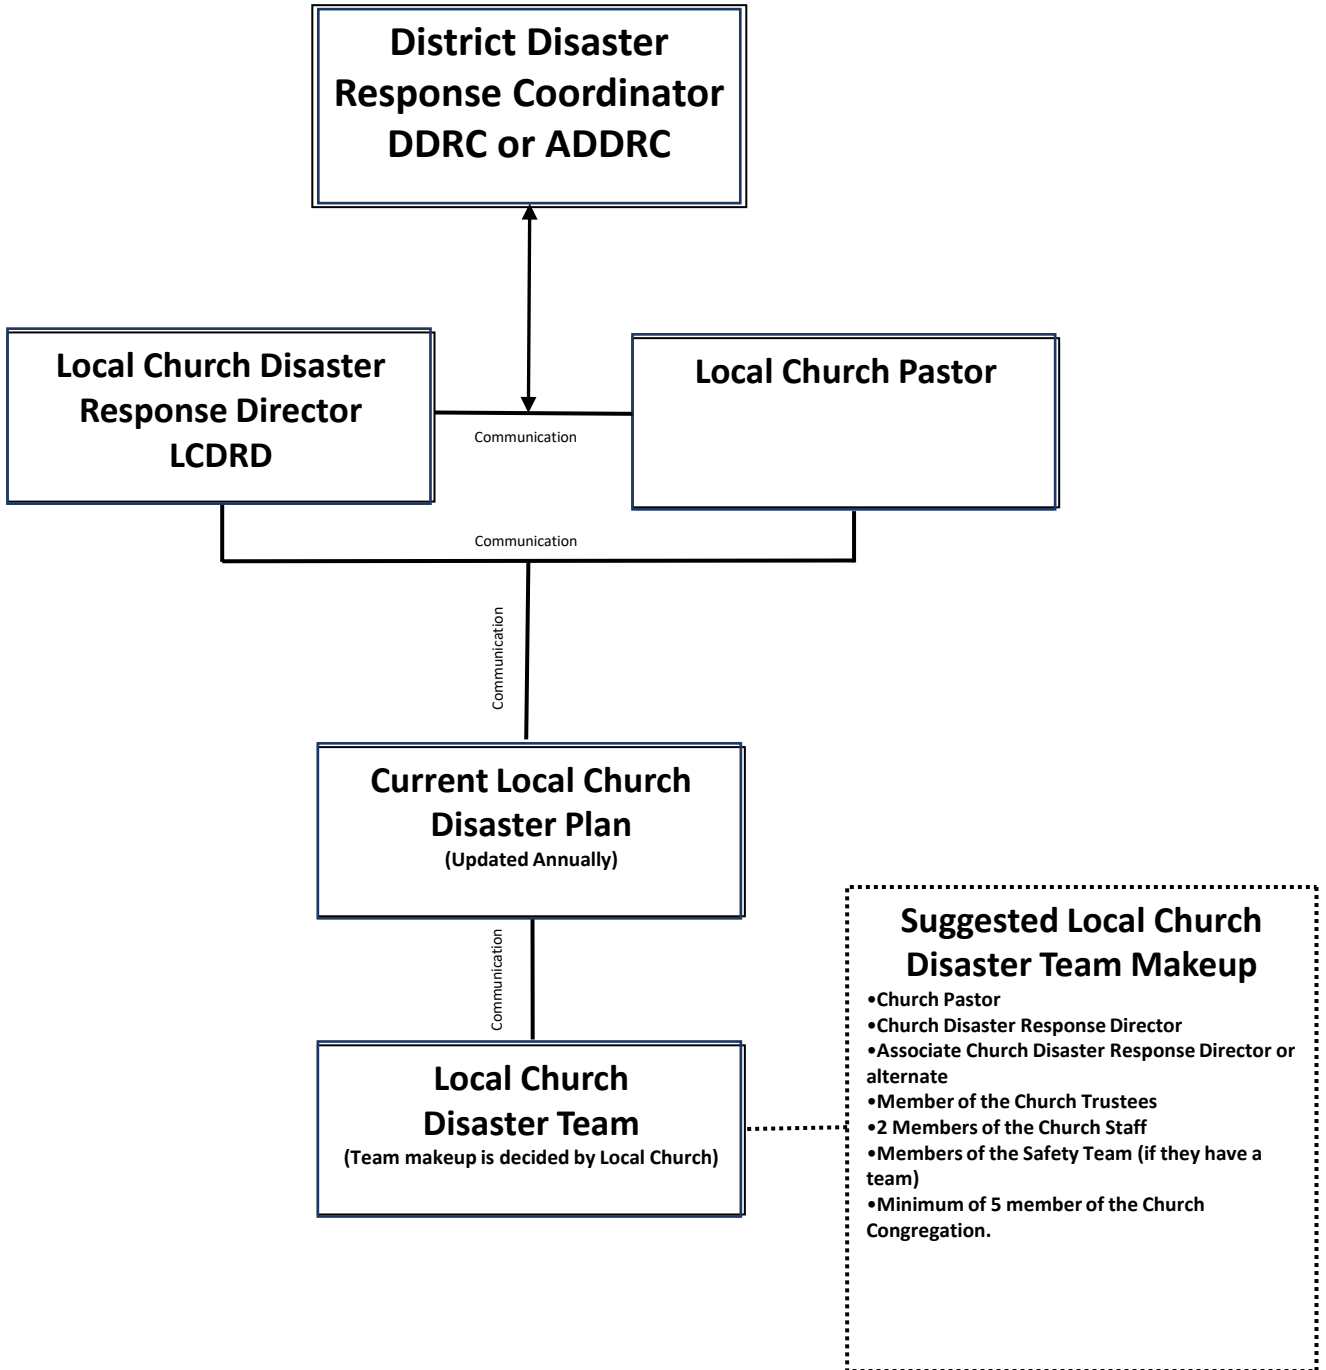 District Disaster
Response Coordinator
DDRC or ADDRC
Local Church Disaster
Response Director
LCDRD
Local Church Pastor
Communication
Communication
Communication
Current Local Church
Disaster Plan
(Updated Annually)
Communication
Local Church
Disaster Team
(Team makeup is decided by Local Church)
Suggested Local Church
Disaster Team Makeup
•Church Pastor
•Church Disaster Response Director
•Associate Church Disaster Response Director or
alternate
•Member of the Church Trustees
•2 Members of the Church Staff
•Members of the Safety Team (if they have a
team)
•Minimum of 5 member of the Church
Congregation.